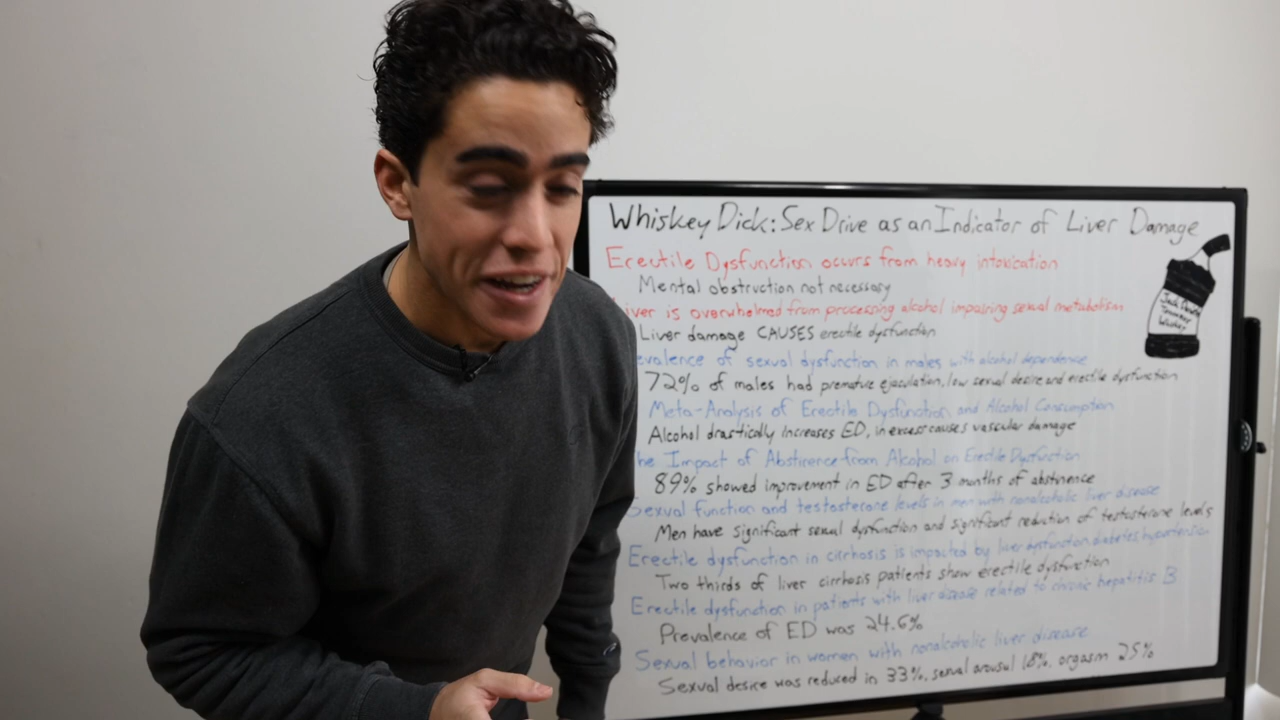 Whiskey Dick: Sex Drive as an Indicator of Liver Damage
Erectile Dysfunction occurs from heavy intoxication
Mental obstruction not necessary
Liver is overwhelmed from processing alcohol impairing sexual metabolism
Liver damage CAUSES erectile dysfunction
evalence of sexual dysfunction in males with alcohol dependence
72% of males had premature ejaculation, low sexual desire and erectile dysfunction
Meta-Analysis of Erectile Dysfunction and Alcohol Consumption
Alcohol drastically increases ED, in excess causes vascular damage
he Impact of Abstinence from Alcohol on Erectile Dysfunction
89% showed improvement in ED after 3 months of abstinence
Sexual function and testosterone levels in men with nonalcoholic liver disease
Men have significant sexual dysfunction and significant reduction of testosterone levels
Erectile dysfunction in cirrhosis is impacted by liver dysfunction, diabetes, hypertension
Two thirds of liver cirrhosis patients show erectile dysfunction
Erectile dysfunction in patients with liver disease related to chronic hepatitis B
Prevalence of ED was 24.6%
Sexual behavior in women with nonalcoholic liver disease
Sexual desire was reduced in 33%, sexual arousal 18%, orgasm 25%
Jack
Whiskey